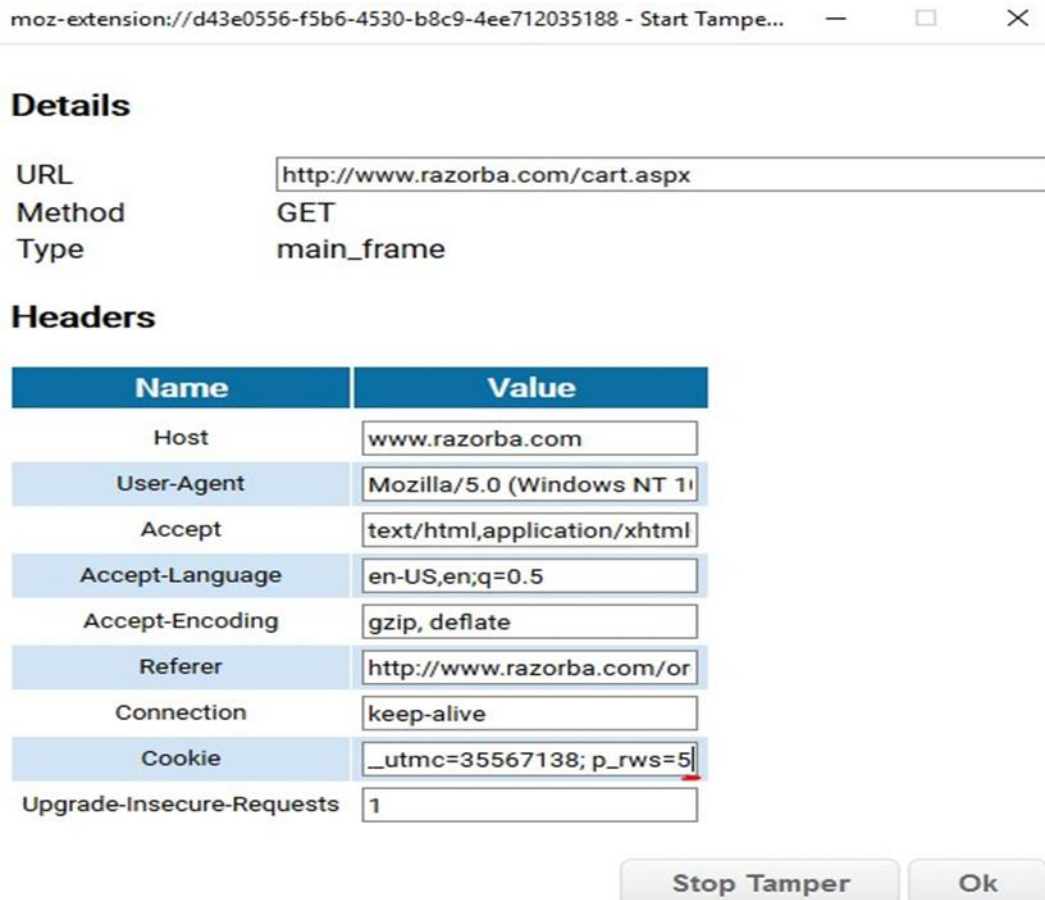 moz-extension://d43e0556-f5b6-4530-b8c9-4ee712035188 - Start Tampe...
Details
URL http://www.razorba.com/cart.aspx
Method GET
Type main_frame
Headers
Name Value
Host www.razorba.com
User-Agent Mozilla/5.0 (Windows NT 1
Accept text/html,application/xhtml
Accept-Language en-US,en;q=0.5
Accept-Encoding gzip, deflate
Referer http://www.razorba.com/or
Connection keep-alive
Cookie _utmc=35567138; p_rws=5
Upgrade-Insecure-Requests 1
Stop Tamper Ok